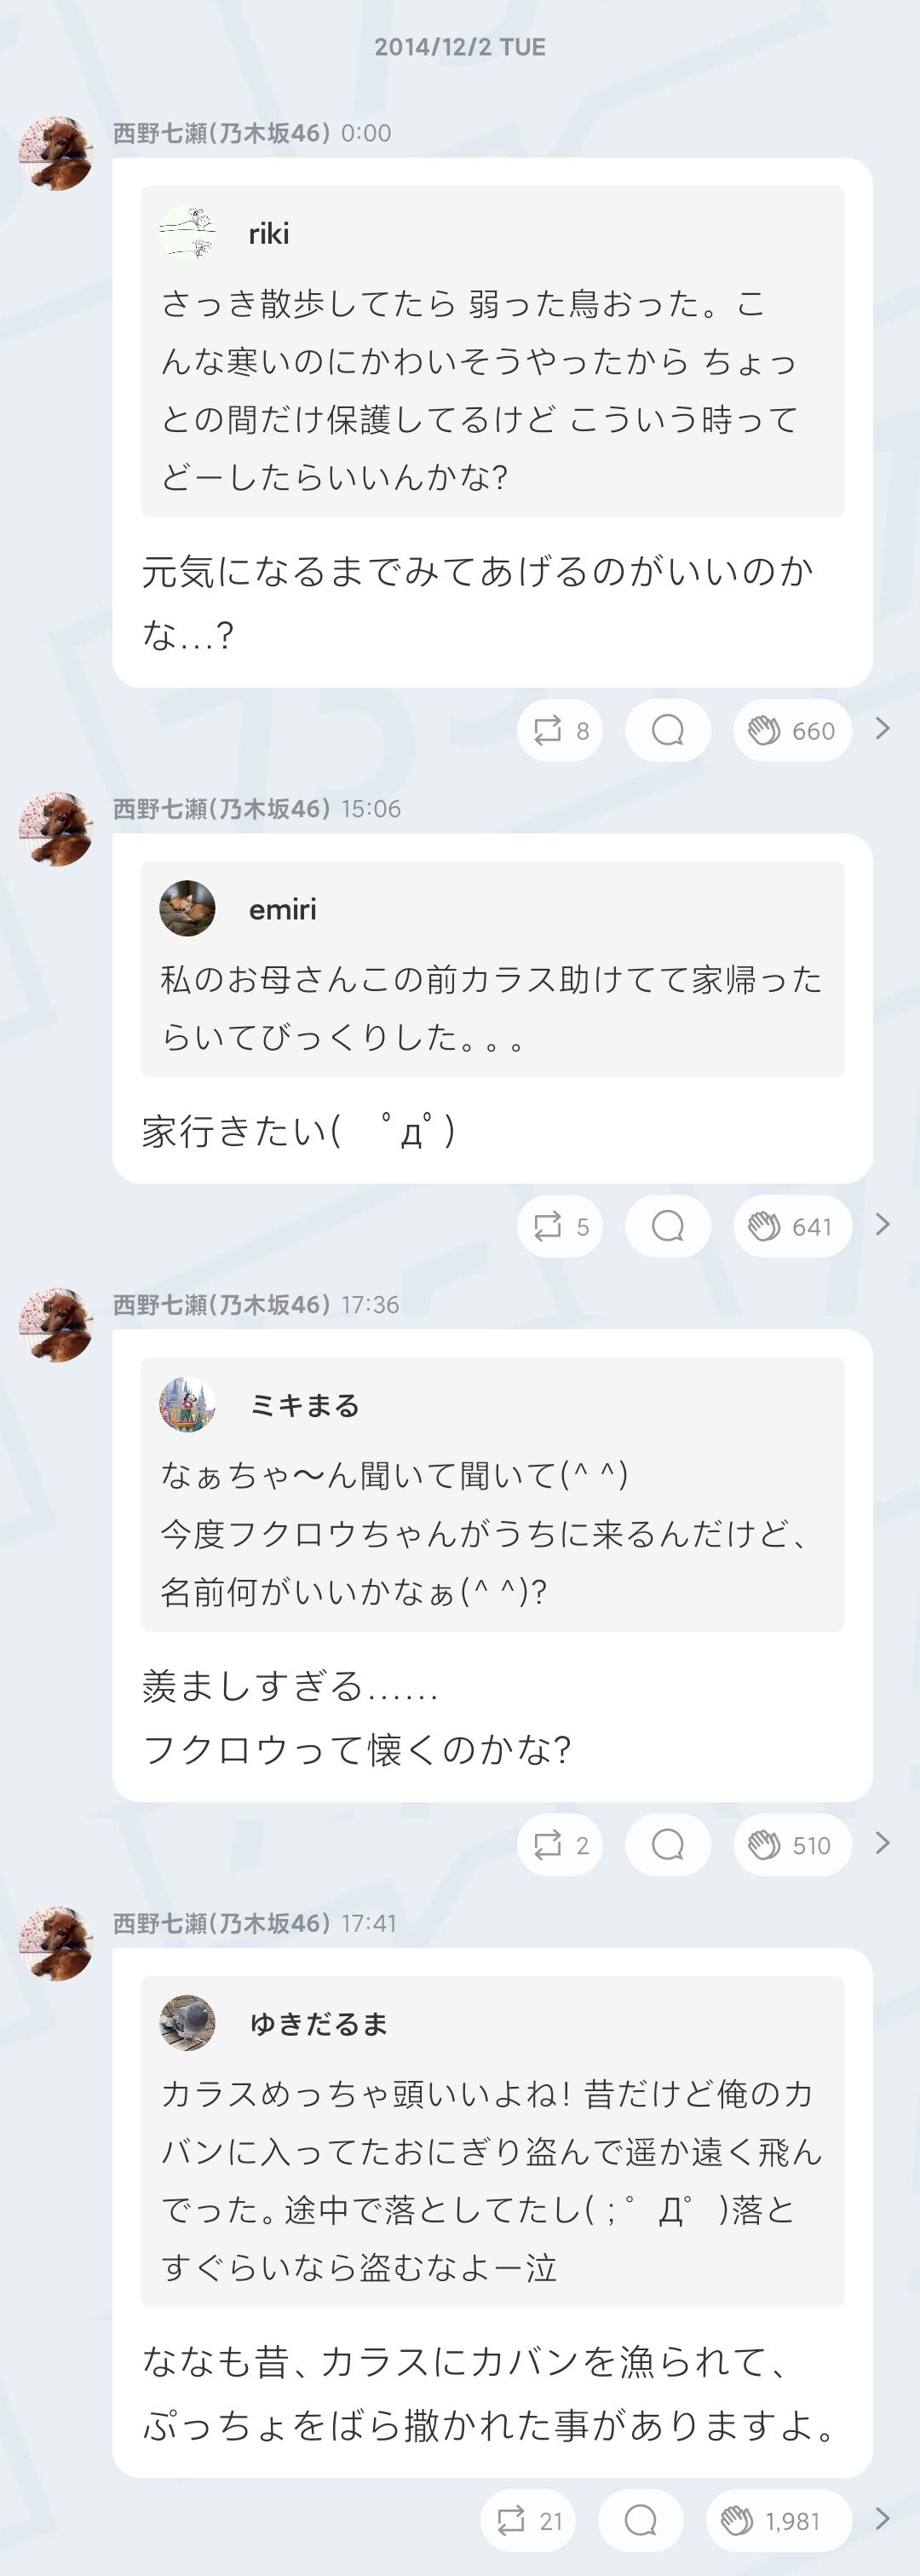 2014/12/2 TUE
西野七瀬(乃木坂46) 0:00
riki
さっき散歩してたら 弱った鳥おった。こ
んな寒いのにかわいそうやったから ちょっ
との間だけ保護してるけど こういう時って
どーしたらいいんかな?
元気になるまでみてあげるのがいいのか
な…?
8
660
西野七瀬(乃木坂46) 15:06
emiri
私のお母さんこの前カラス助けてて家帰った
らいてびっくりした。。。
家行きたい(　ﾟдﾟ)
5
641
西野七瀬(乃木坂46) 17:36
ミキまる
なぁちゃ〜ん聞いて聞いて(^ ^)
今度フクロウちゃんがうちに来るんだけど、
名前何がいいかなぁ(^ ^)?
羨ましすぎる……
フクロウって懐くのかな?
2
510
西野七瀬(乃木坂46) 17:41
ゆきだるま
カラスめっちゃ頭いいよね! 昔だけど俺のカ
バンに入ってたおにぎり盗んで遥か遠く飛ん
でった。途中で落としてたし( ; ゜Д゜)落と
すぐらいなら盗むなよー泣
ななも昔、カラスにカバンを漁られて、
ぷっちょをばら撒かれた事がありますよ。
21
1,981